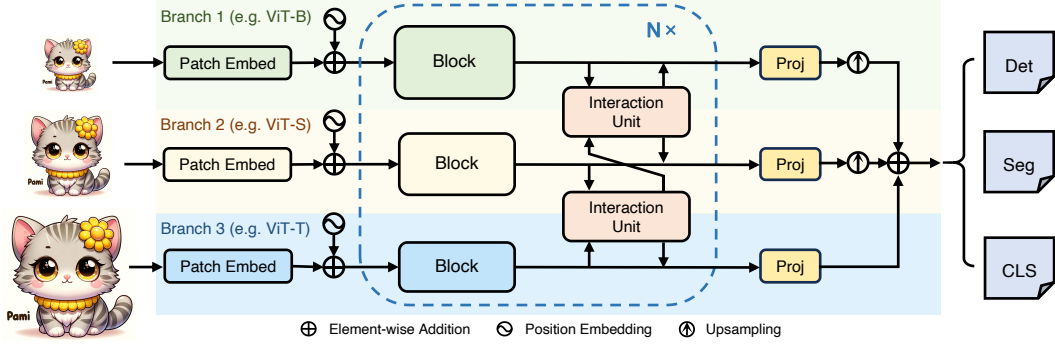 Branch 1 (e.g. ViT-B)
N×
Pami
Patch Embed
Block
Proj
Det
Interaction
Unit
Branch 2 (e.g. ViT-S)
Pami
Patch Embed
Block
Proj
Seg
Interaction
Unit
Branch 3 (e.g. ViT-T)
Pami
Patch Embed
Block
Proj
CLS
Element-wise Addition
Position Embedding
Upsampling